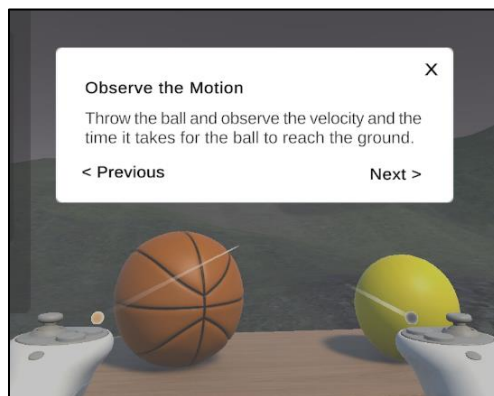 X
Observe the Motion
Throw the ball and observe the velocity and the
time it takes for the ball to reach the ground.
< Previous
Next >